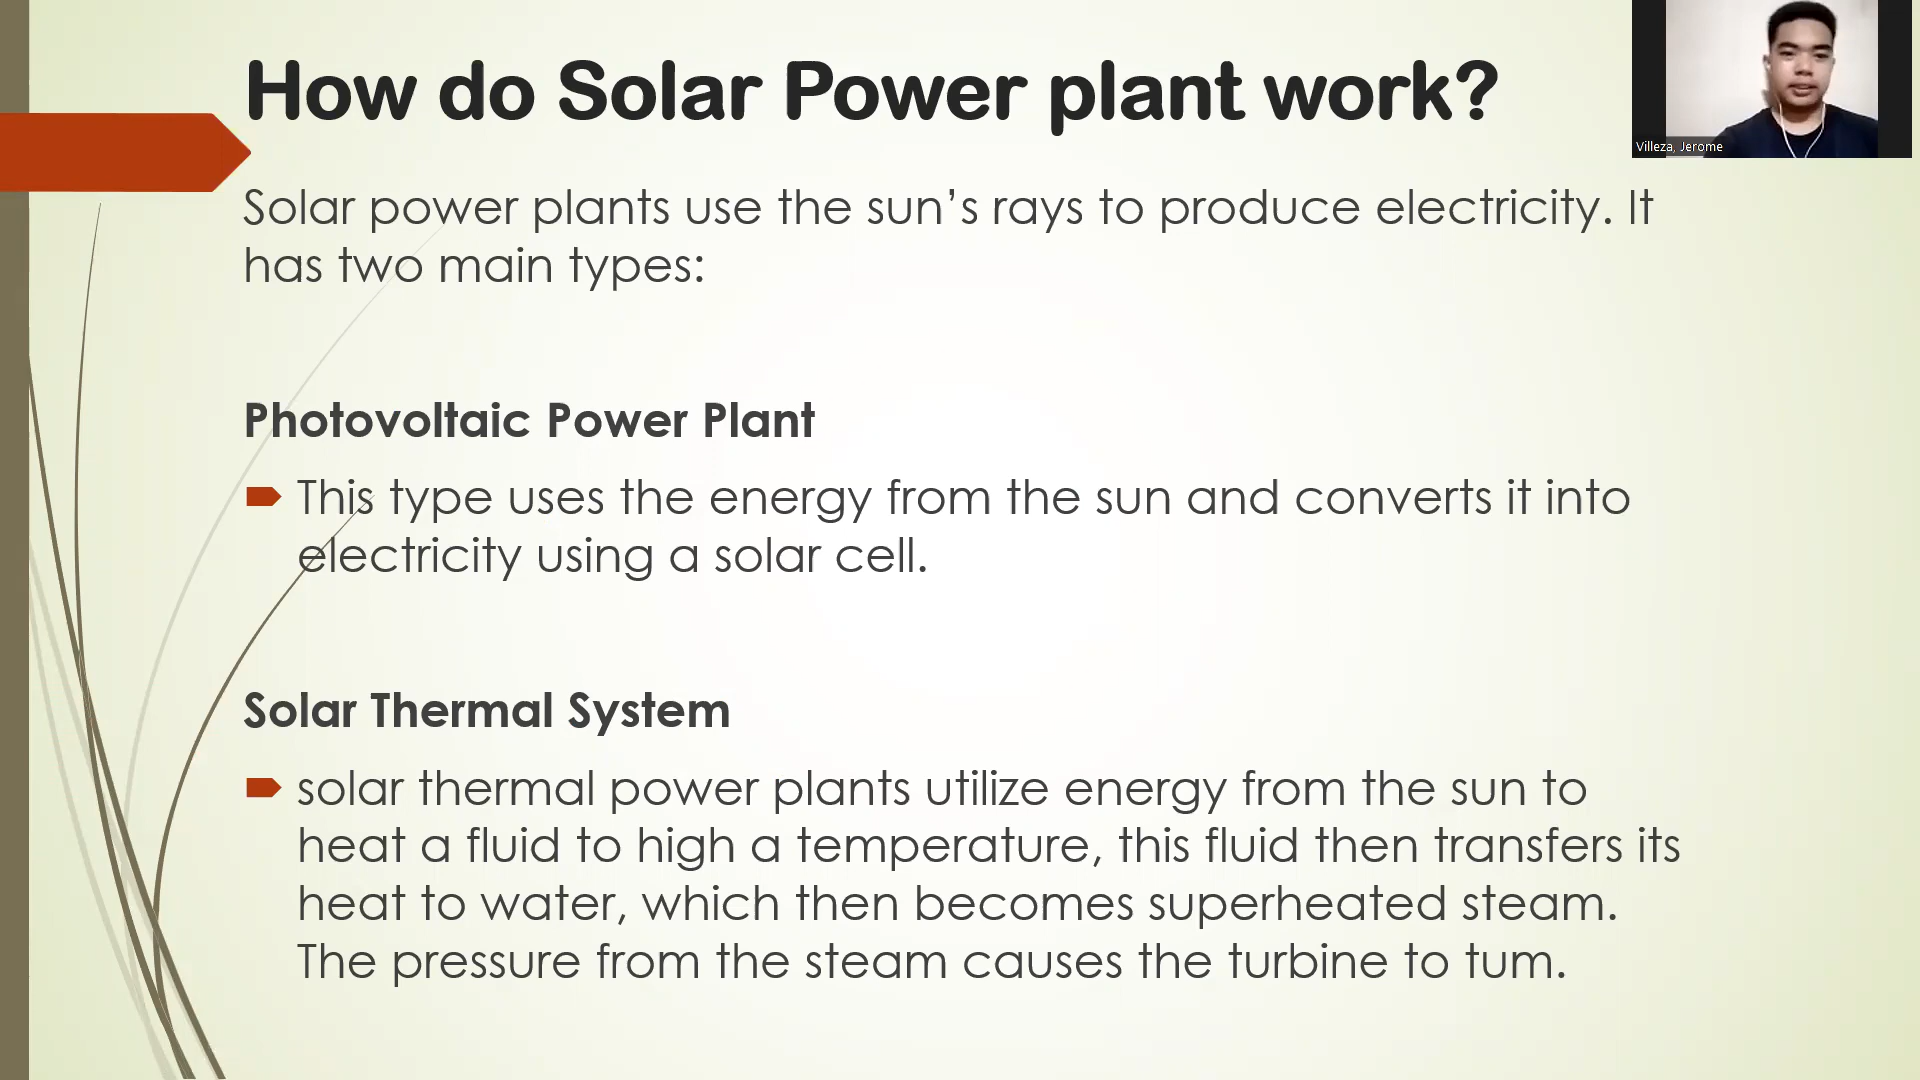 How do Solar Power plant work?
Villeza, Jerome
Solar power plants use the sun’s rays to produce electricity. It
has two main types:
Photovoltaic Power Plant
This type uses the energy from the sun and converts it into
electricity using a solar cell.
Solar Thermal System
solar thermal power plants utilize energy from the sun to
heat a fluid to high a temperature, this fluid then transfers its
heat to water, which then becomes superheated steam.
The pressure from the steam causes the turbine to tum.